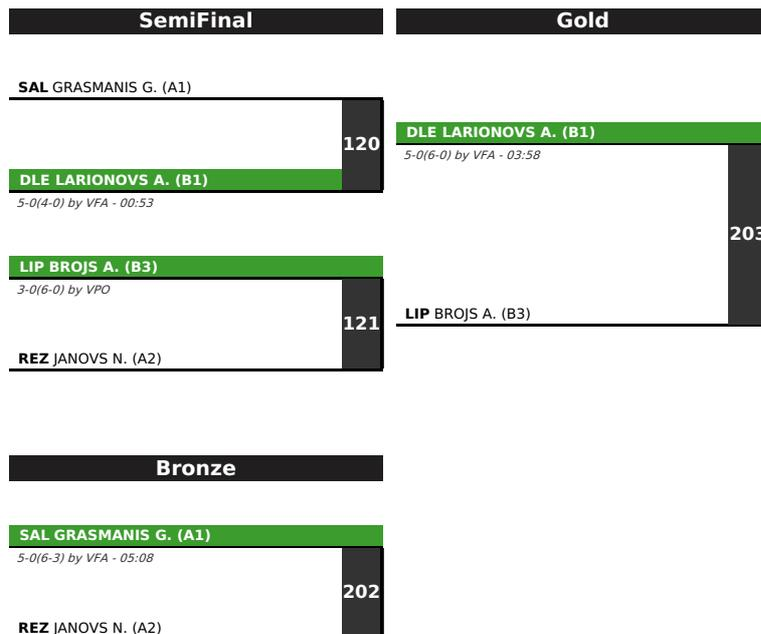 SemiFinal
SAL GRASMANIS G. (A1)
120
DLE LARIONOVS A. (B1)
5-0(4-0) by VFA - 00:53
LIP BROJS A. (B3)
3-0(6-0) by VPO
121
REZ JANOVS N. (A2)
Gold
DLE LARIONOVS A. (B1)
5-0(6-0) by VFA - 03:58
203
LIP BROJS A. (B3)
Bronze
SAL GRASMANIS G. (A1)
5-0(6-3) by VFA - 05:08
202
REZ JANOVS N. (A2)